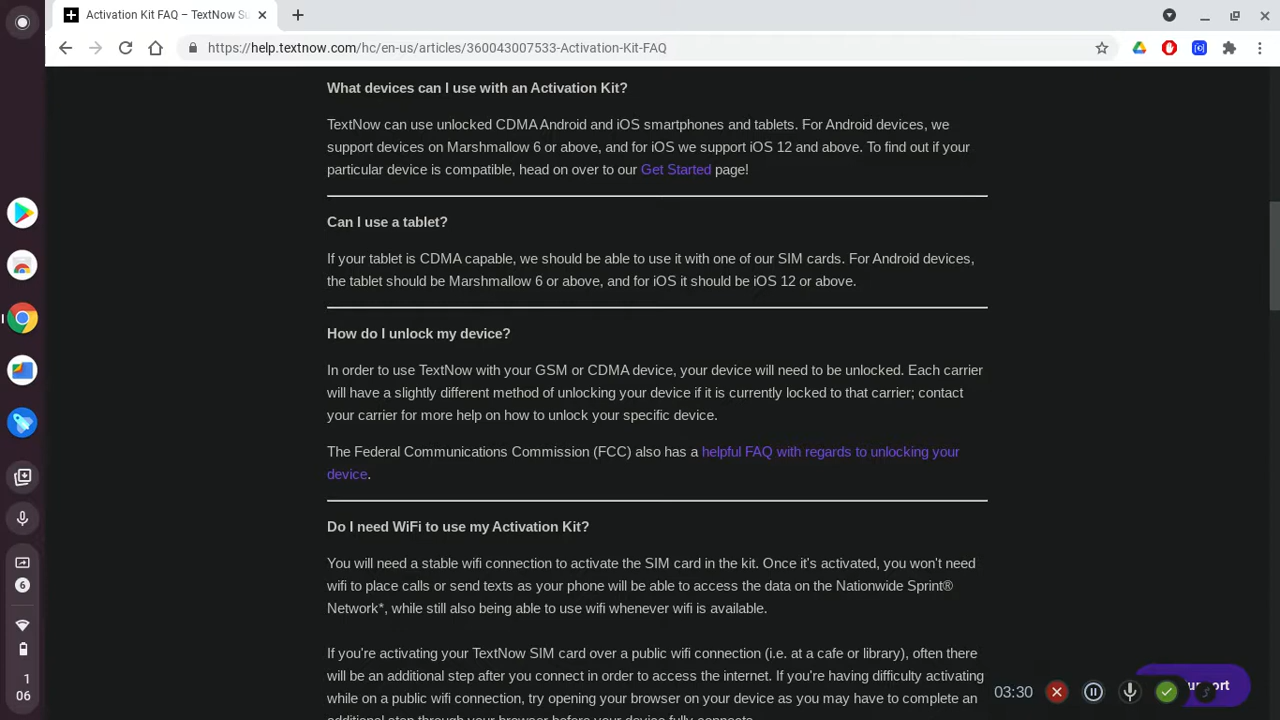 Activation Kit FAQ – TextNow Su
https://help.textnow.com/hc/en-us/articles/360043007533-Activation-Kit-FAQ
What devices can I use with an Activation Kit?
TextNow can use unlocked CDMA Android and iOS smartphones and tablets. For Android devices, we
support devices on Marshmallow 6 or above, and for iOS we support iOS 12 and above. To find out if your
particular device is compatible, head on over to our Get Started page!
Can I use a tablet?
If your tablet is CDMA capable, we should be able to use it with one of our SIM cards. For Android devices,
the tablet should be Marshmallow 6 or above, and for iOS it should be iOS 12 or above.
How do I unlock my device?
In order to use TextNow with your GSM or CDMA device, your device will need to be unlocked. Each carrier
will have a slightly different method of unlocking your device if it is currently locked to that carrier; contact
your carrier for more help on how to unlock your specific device.
The Federal Communications Commission (FCC) also has a helpful FAQ with regards to unlocking your
device.
Do I need WiFi to use my Activation Kit?
You will need a stable wifi connection to activate the SIM card in the kit. Once it's activated, you won't need
wifi to place calls or send texts as your phone will be able to access the data on the Nationwide Sprint®
Network*, while still also being able to use wifi whenever wifi is available.
If you're activating your TextNow SIM card over a public wifi connection (i.e. at a cafe or library), often there
will be an additional step after you connect in order to access the internet. If you're having difficulty activating
while on a public wifi connection, try opening your browser on your device as you may have to complete an
additional step through your browser before your device fully connects.
03:30
6
1
06